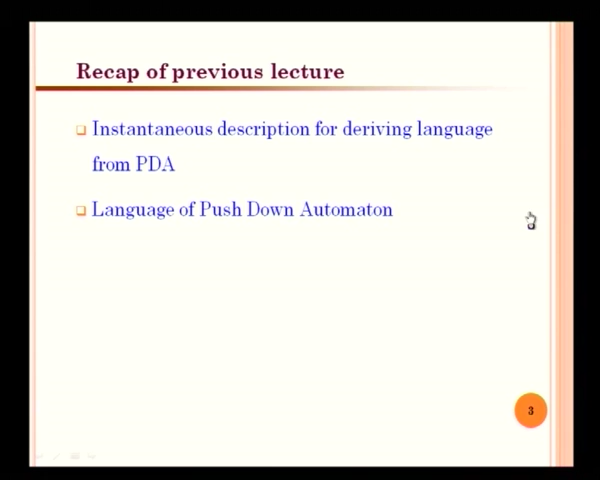 Recap of previous lecture
Instantaneous description for deriving language
from PDA
Language of Push Down Automaton
3